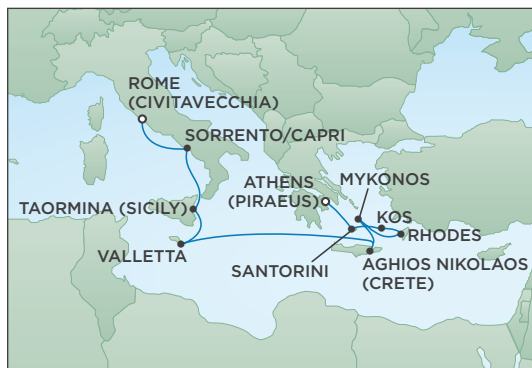 ROME
(CIVITAVECCHIA)
SORRENTO/CAPRI
ATHENS
(PIRAEUS)
MYKONOS
TAORMINA (SICILY)
KOS
RHODES
VALLETTA
SANTORINI
AGHIOS NIKOLAOS
(CRETE)